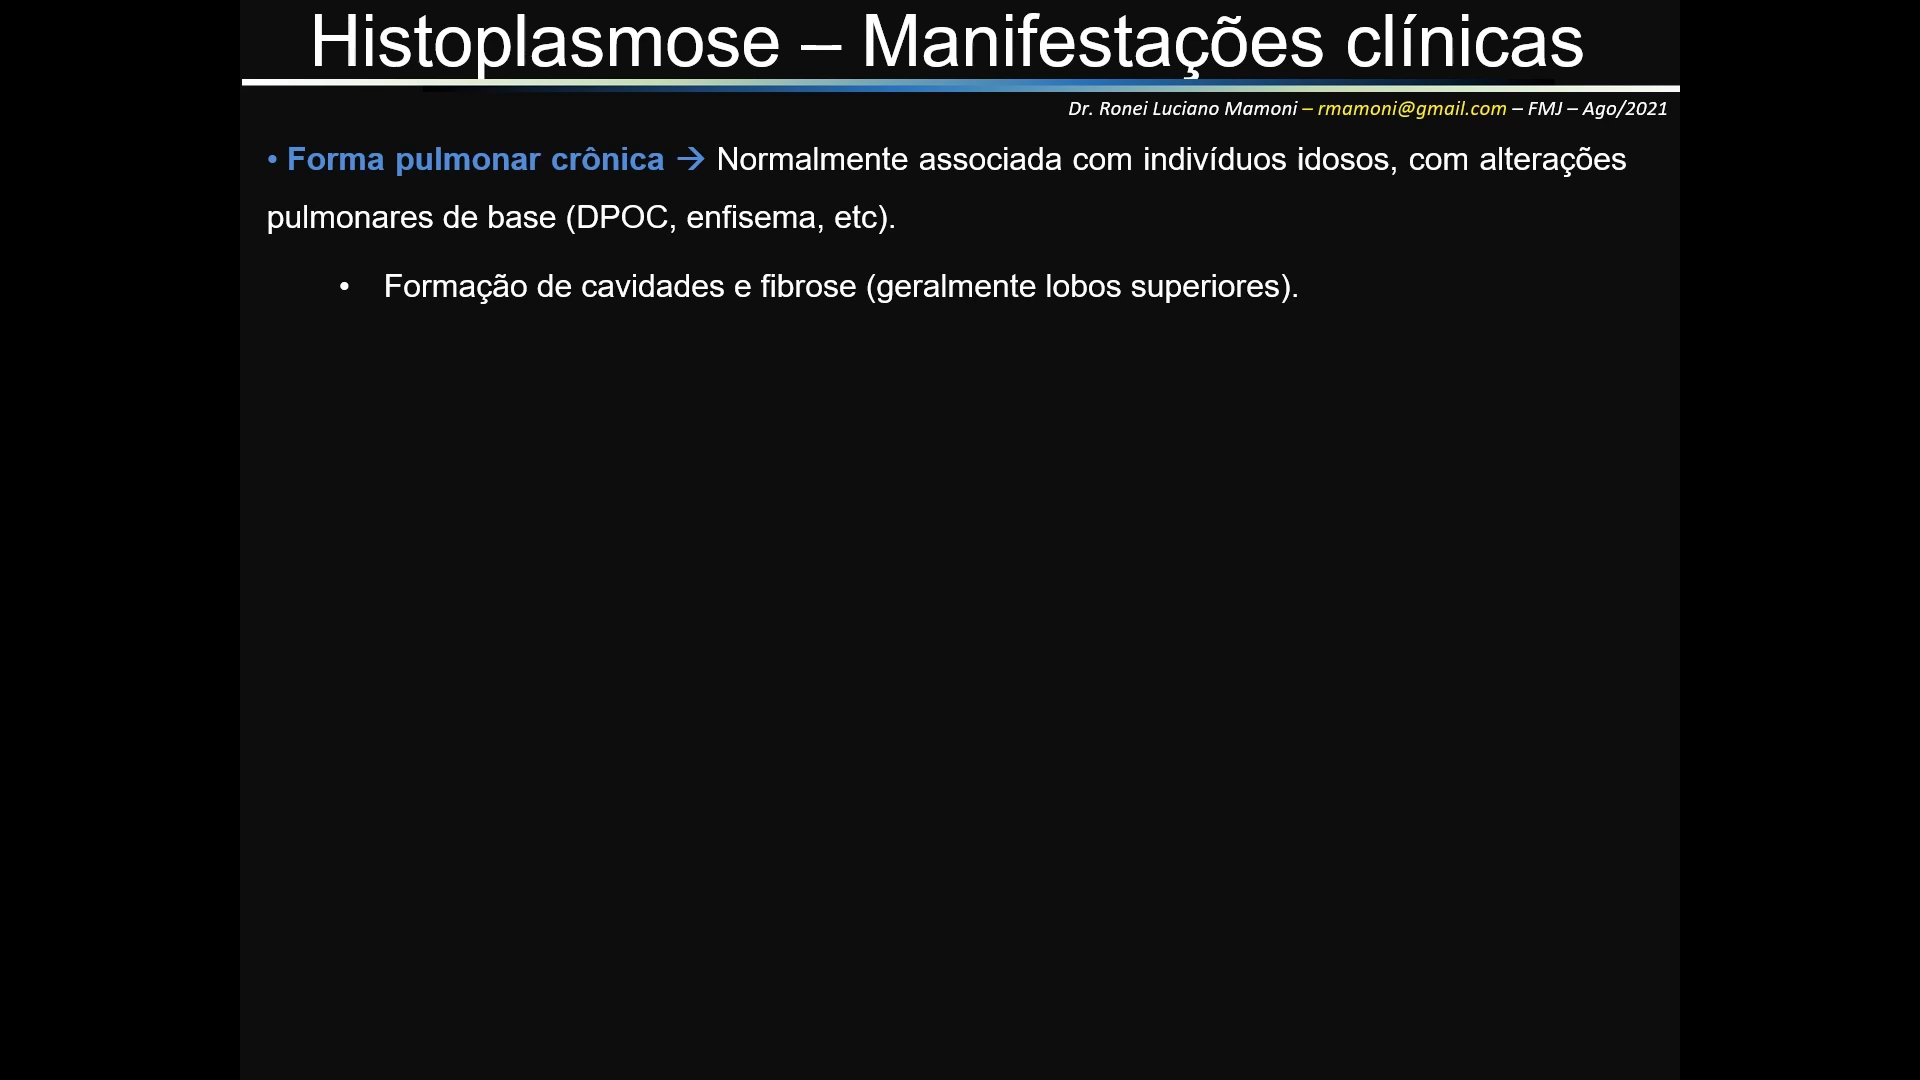 Histoplasmose – Manifestações clínicas
Dr. Ronei Luciano Mamoni – rmamoni@gmail.com – FMJ – Ago/2021
• Forma pulmonar crônica → Normalmente associada com indivíduos idosos, com alterações
pulmonares de base (DPOC, enfisema, etc).
• Formação de cavidades e fibrose (geralmente lobos superiores).